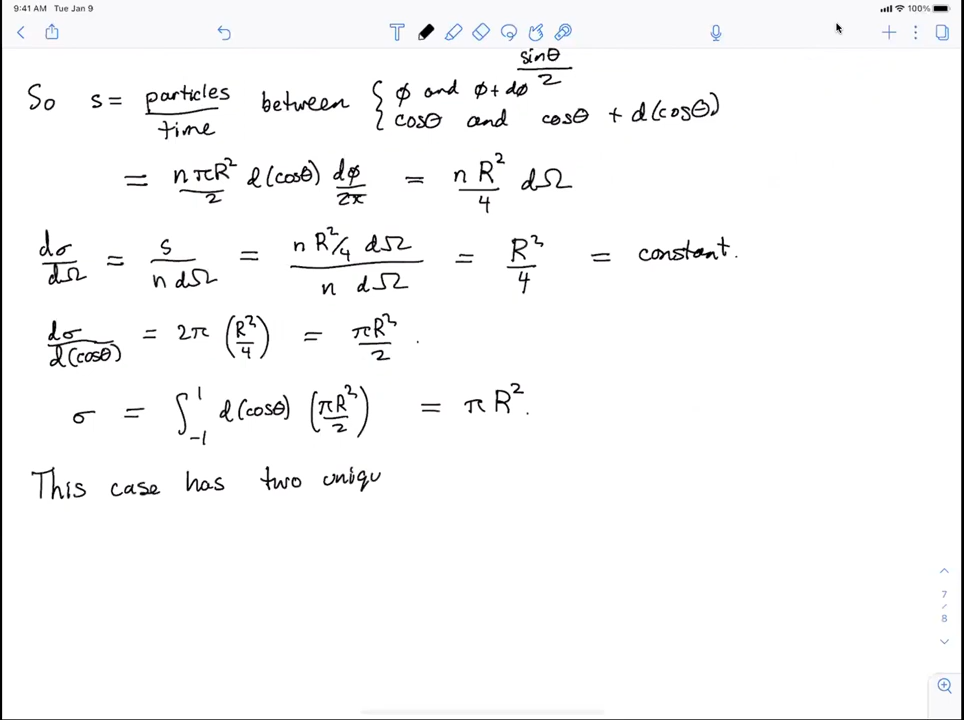 9:41 AM Tue Jan 9
100%
sinθ/2
So s = particles/time between { φ and φ + dφ
{ cosθ and cosθ + d(cosθ)
= nπR²/2 d(cosθ) dφ/2π = nR²/4 dΩ
dσ/dΩ = s/n dΩ = nR²/4 dΩ / n dΩ = R²/4 = constant.
dσ/d(cosθ) = 2π (R²/4) = πR²/2 .
σ = ∫₋₁¹ d(cosθ) (πR²/2) = πR².
This case has two uniqu
7
/
8